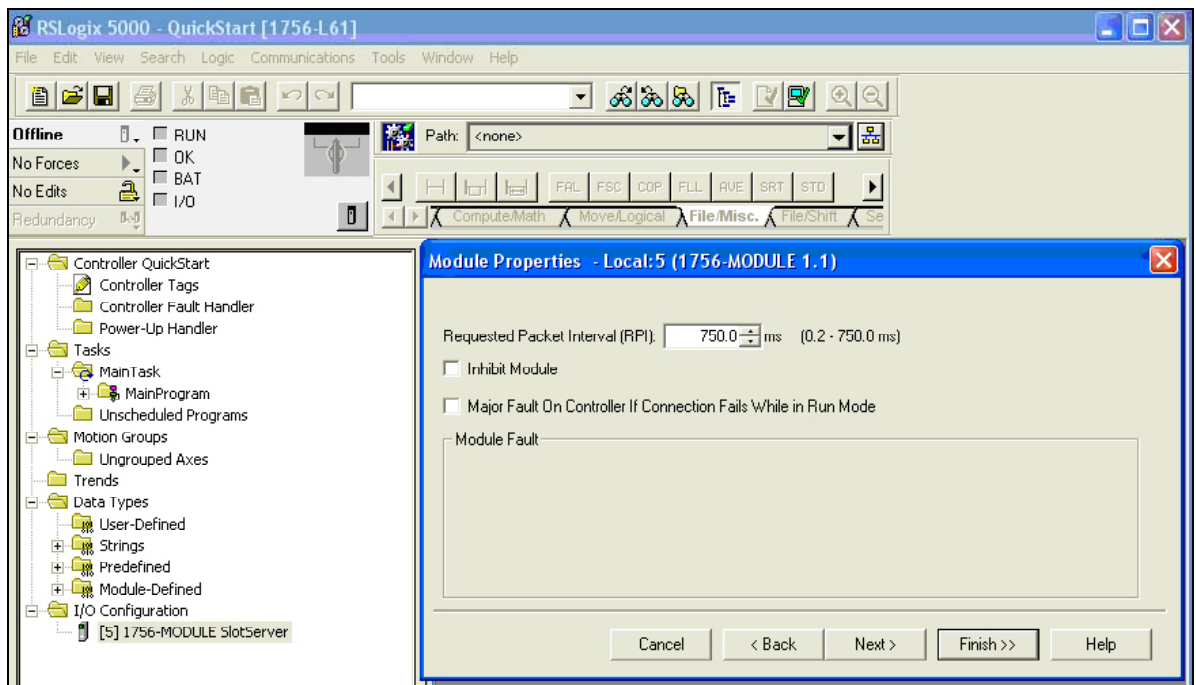 RSLogix 5000 - QuickStart [1756-L61]
File Edit View Search Logic Communications Tools Window Help
Offline RUN
No Forces OK
No Edits BAT
I/O
Redundancy
Path: <none>
FAL FSC COP FLL AVE SRT STD
Compute/Math Move/Logical File/Misc. File/Shift Se
Controller QuickStart
Controller Tags
Controller Fault Handler
Power-Up Handler
Tasks
MainTask
MainProgram
Unscheduled Programs
Motion Groups
Ungrouped Axes
Trends
Data Types
User-Defined
Strings
Predefined
Module-Defined
I/O Configuration
[5] 1756-MODULE SlotServer
Module Properties - Local:5 (1756-MODULE 1.1)
Requested Packet Interval (RPI): 750.0 ms (0.2 - 750.0 ms)
Inhibit Module
Major Fault On Controller If Connection Fails While in Run Mode
Module Fault
Cancel < Back Next > Finish >> Help